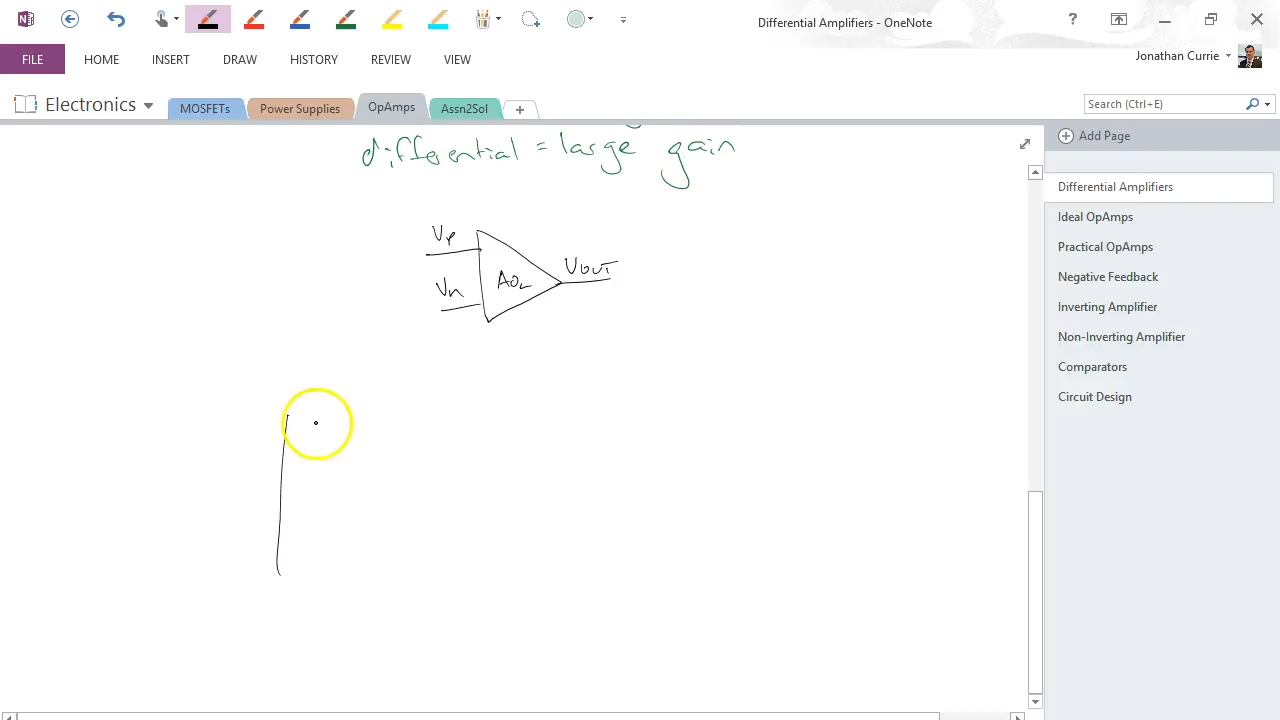 Differential Amplifiers - OneNote
?
FILE HOME INSERT DRAW HISTORY REVIEW VIEW
Jonathan Currie
Electronics
MOSFETs Power Supplies OpAmps Assn2Sol +
Search (Ctrl+E)
Add Page
Differential Amplifiers
Ideal OpAmps
Practical OpAmps
Negative Feedback
Inverting Amplifier
Non-Inverting Amplifier
Comparators
Circuit Design
differential = large gain
Vp
Vn
AOL
VOUT